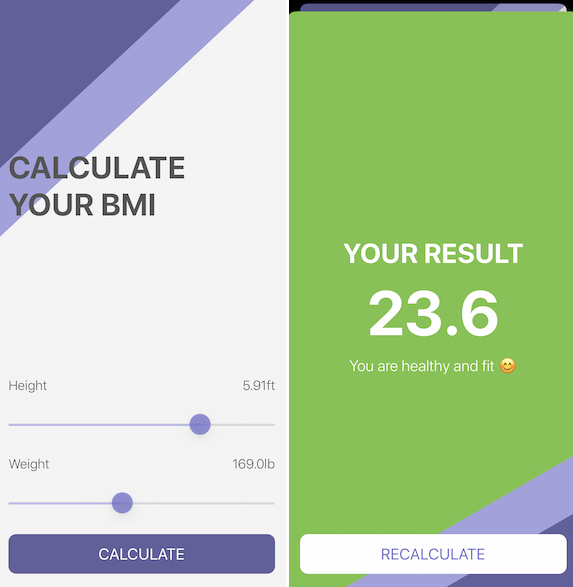 CALCULATE
YOUR BMI
Height 5.91ft
Weight 169.0lb
CALCULATE
YOUR RESULT
23.6
You are healthy and fit 😊
RECALCULATE